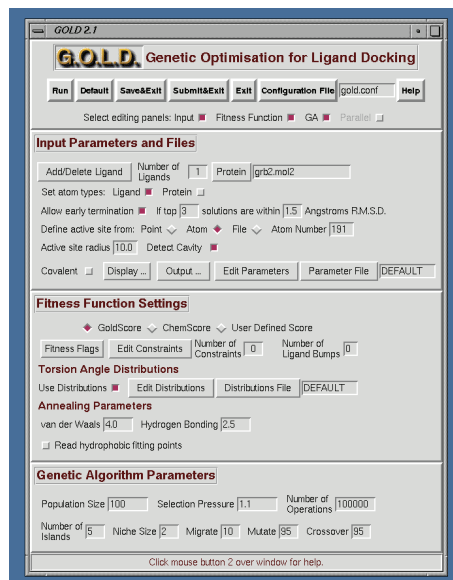 GOLD 2.1
G.O.L.D. Genetic Optimisation for Ligand Docking
Run Default Save&Exit Submit&Exit Exit Configuration File gold.conf Help
Select editing panels: Input Fitness Function GA Parallel
Input Parameters and Files
Add/Delete Ligand Number of Ligands 1 Protein grb2.mol2
Set atom types: Ligand Protein
Allow early termination If top 3 solutions are within 1.5 Angstroms R.M.S.D.
Define active site from: Point Atom File Atom Number 191
Active site radius 10.0 Detect Cavity
Covalent Display ... Output ... Edit Parameters Parameter File DEFAULT
Fitness Function Settings
GoldScore ChemScore User Defined Score
Fitness Flags Edit Constraints Number of Constraints 0 Number of Ligand Bumps 0
Torsion Angle Distributions
Use Distributions Edit Distributions Distributions File DEFAULT
Annealing Parameters
van der Waals 4.0 Hydrogen Bonding 2.5
Read hydrophobic fitting points
Genetic Algorithm Parameters
Population Size 100 Selection Pressure 1.1 Number of Operations 100000
Number of Islands 5 Niche Size 2 Migrate 10 Mutate 95 Crossover 95
Click mouse button 2 over window for help.